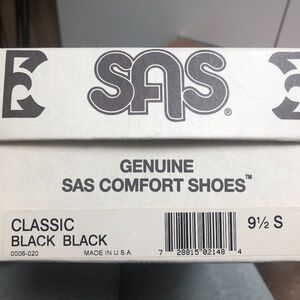 SAS®
GENUINE
SAS COMFORT SHOES™
CLASSIC 9½ S
BLACK BLACK
0006-020 MADE IN U.S.A. 7 28815 02148 4